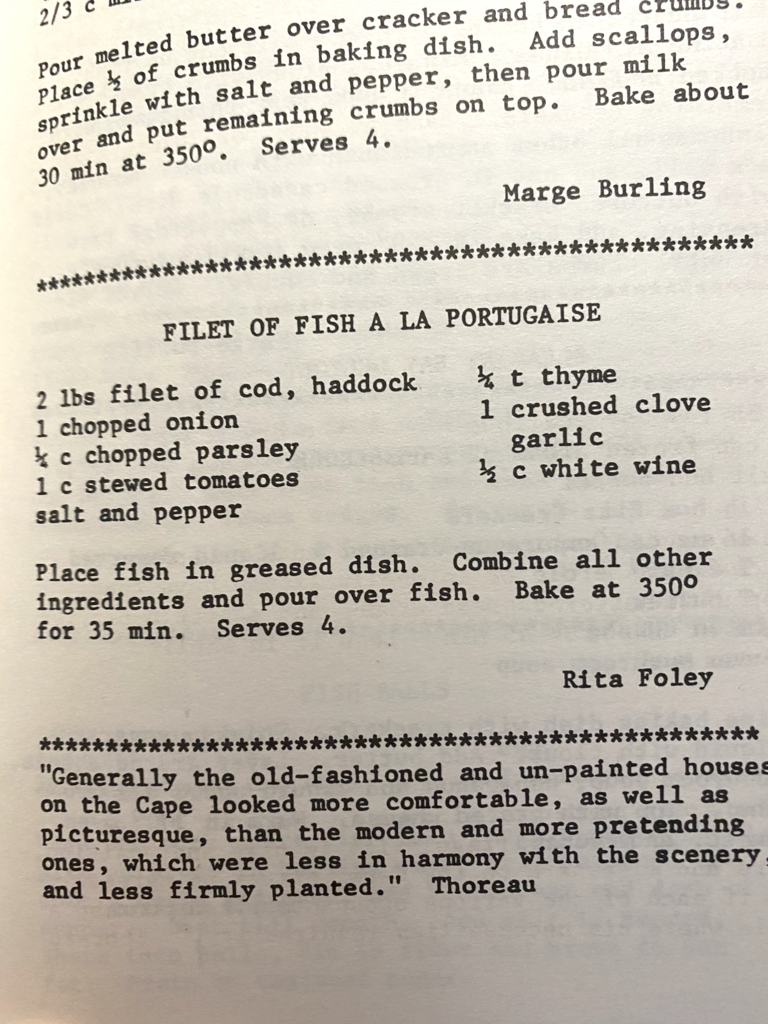 2/3 c
Pour melted butter over cracker and bread crumbs.
Place ½ of crumbs in baking dish. Add scallops,
sprinkle with salt and pepper, then pour milk
over and put remaining crumbs on top. Bake about
30 min at 350º. Serves 4.
Marge Burling
**************************************************
FILET OF FISH A LA PORTUGAISE
2 lbs filet of cod, haddock
1 chopped onion
¼ c chopped parsley
1 c stewed tomatoes
salt and pepper
¼ t thyme
1 crushed clove
garlic
½ c white wine
Place fish in greased dish. Combine all other
ingredients and pour over fish. Bake at 350º
for 35 min. Serves 4.
Rita Foley
**************************************************
"Generally the old-fashioned and un-painted houses
on the Cape looked more comfortable, as well as
picturesque, than the modern and more pretending
ones, which were less in harmony with the scenery,
and less firmly planted." Thoreau